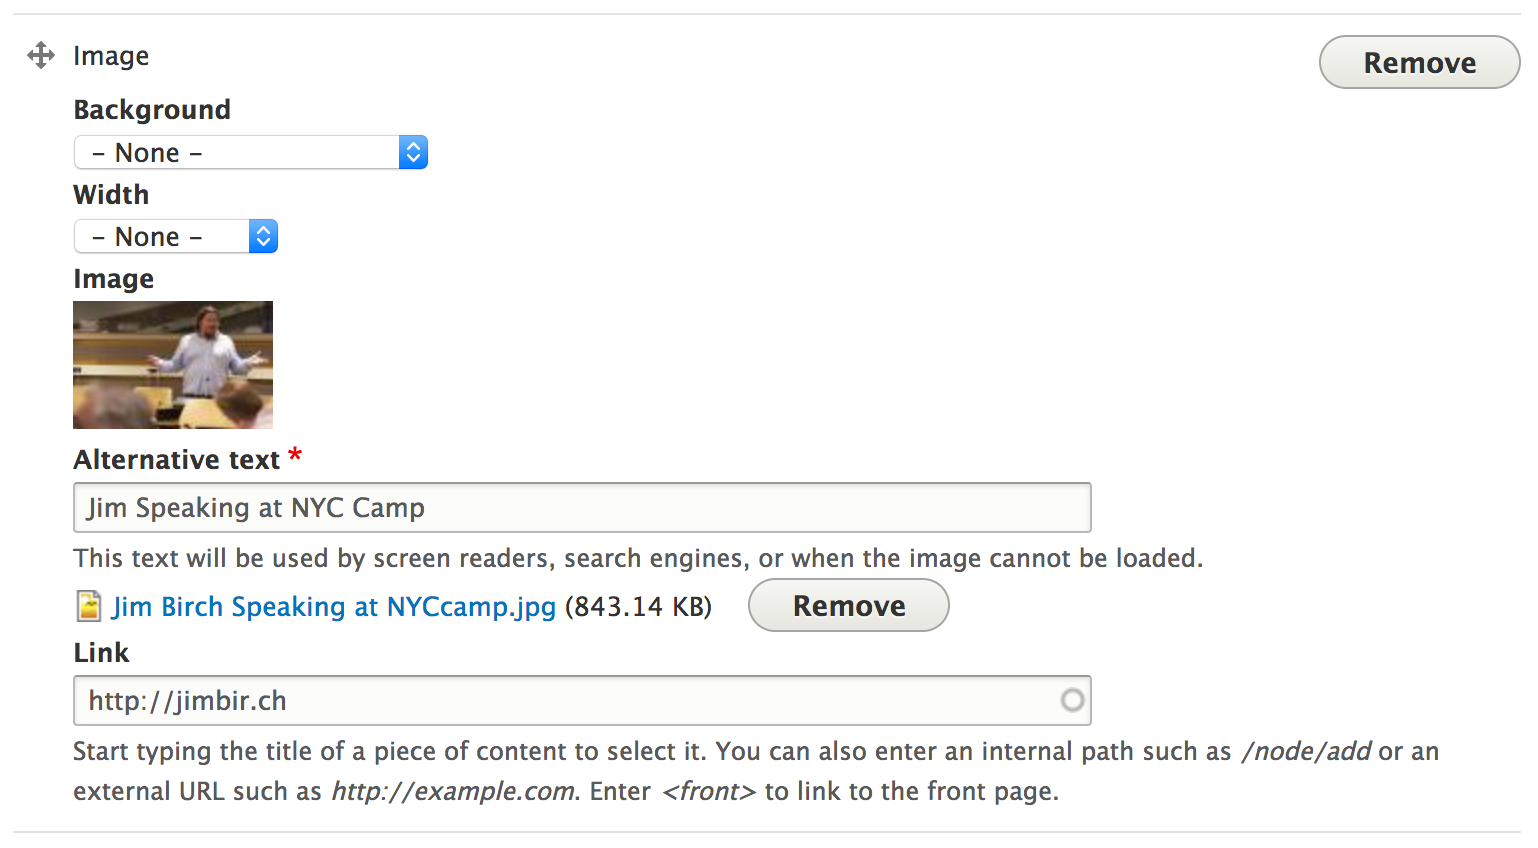 Image
Remove
Background
– None –
Width
– None –
Image
Alternative text *
Jim Speaking at NYC Camp
This text will be used by screen readers, search engines, or when the image cannot be loaded.
Jim Birch Speaking at NYCcamp.jpg (843.14 KB) Remove
Link
http://jimbir.ch
Start typing the title of a piece of content to select it. You can also enter an internal path such as /node/add or an
external URL such as http://example.com. Enter <front> to link to the front page.